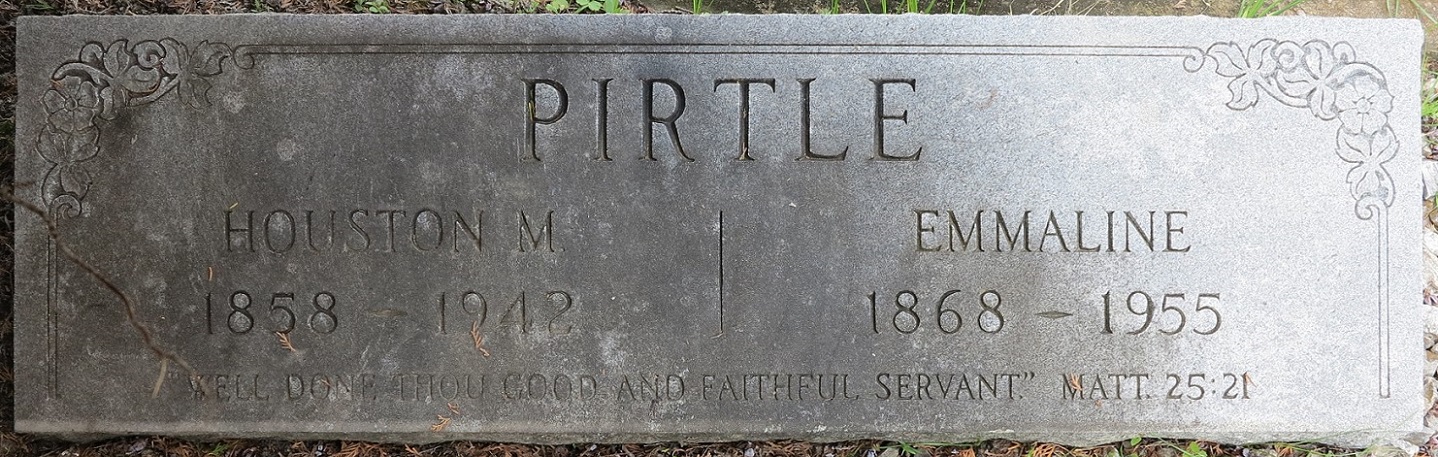 PIRTLE
HOUSTON M. EMMALINE
1858 – 1942 1868 – 1955
"WELL DONE, THOU GOOD AND FAITHFUL SERVANT." MATT. 25:21